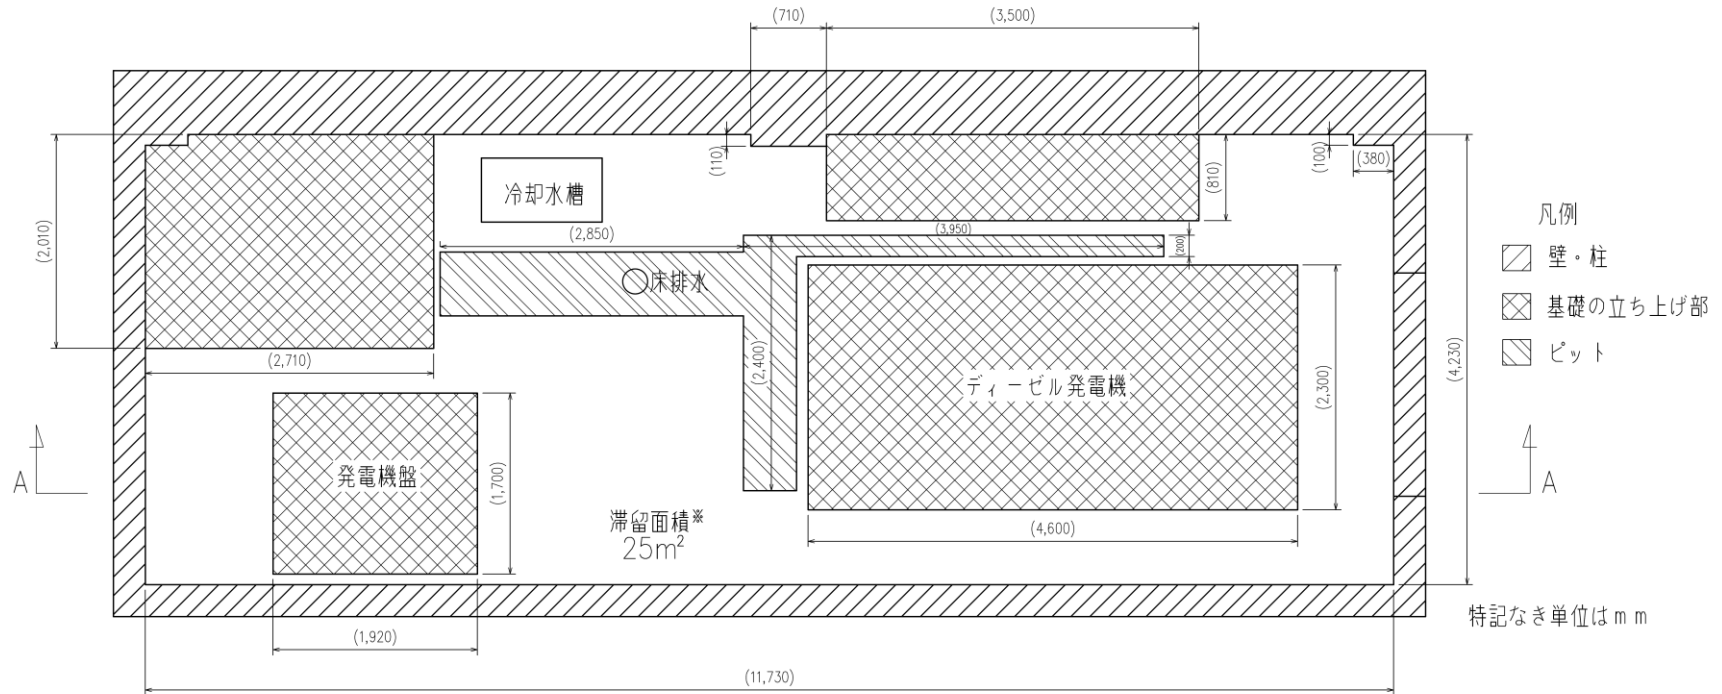 (710)
(3,500)
(110)
(810)
(100)
(380)
冷却水槽
(2,010)
(2,850)
(3,950)
(200)
床排水
凡例
壁・柱
基礎の立ち上げ部
ピット
(2,710)
(2,400)
ディーゼル発電機
(2,300)
(4,230)
A
発電機盤
(1,700)
A
滞留面積※
25m²
(4,600)
特記なき単位はmm
(1,920)
(11,730)